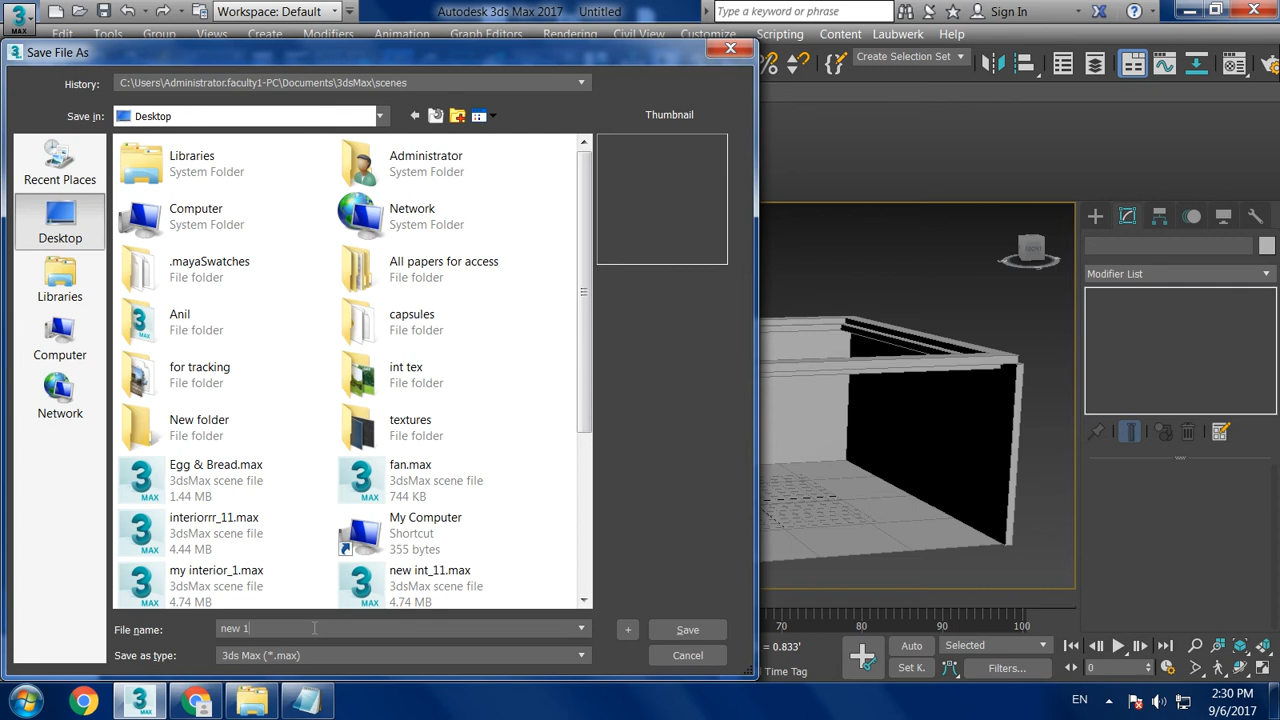 MAX
Workspace: Default
Autodesk 3ds Max 2017 Untitled
Type a keyword or phrase
Sign In
Edit Tools Group Views Create Modifiers Animation Graph Editors Rendering Civil View Customize Scripting Content Laubwerk Help
Create Selection Set
Save File As
History: C:\Users\Administrator.faculty1-PC\Documents\3dsMax\scenes
Save in: Desktop
Thumbnail
Recent Places
Desktop
Libraries
Computer
Network
Libraries
System Folder
Administrator
System Folder
Computer
System Folder
Network
System Folder
.mayaSwatches
File folder
All papers for access
File folder
Anil
File folder
capsules
File folder
for tracking
File folder
int tex
File folder
New folder
File folder
textures
File folder
Egg & Bread.max
3dsMax scene file
1.44 MB
fan.max
3dsMax scene file
744 KB
interiorrr_11.max
3dsMax scene file
4.44 MB
My Computer
Shortcut
355 bytes
my interior_1.max
3dsMax scene file
4.74 MB
new int_11.max
3dsMax scene file
4.74 MB
File name: new 1
+
Save
Save as type: 3ds Max (*.max)
Cancel
Modifier List
FRONT
70 80 90 100
= 0.833'
Time Tag
Auto
Selected
Set K.
Filters...
0
EN
2:30 PM
9/6/2017